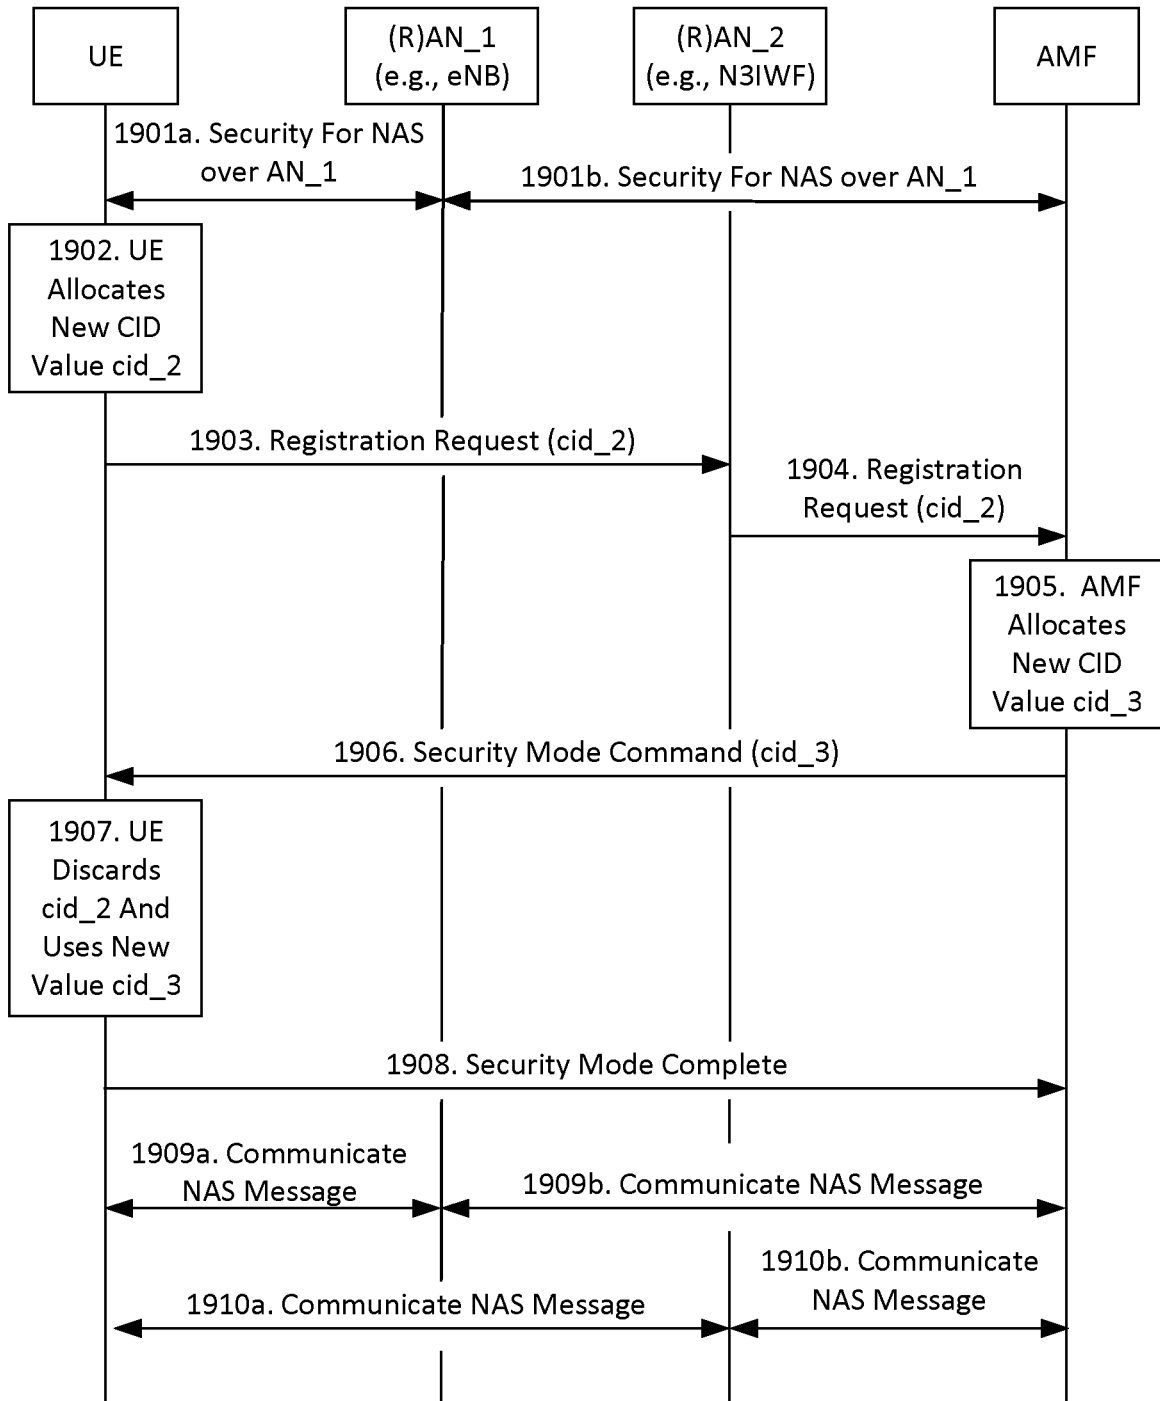 UE
(R)AN_1
(e.g., eNB)
(R)AN_2
(e.g., N3IWF)
AMF
1901a. Security For NAS
over AN_1
1901b. Security For NAS over AN_1
1902. UE
Allocates
New CID
Value cid_2
1903. Registration Request (cid_2)
1904. Registration
Request (cid_2)
1905. AMF
Allocates
New CID
Value cid_3
1906. Security Mode Command (cid_3)
1907. UE
Discards
cid_2 And
Uses New
Value cid_3
1908. Security Mode Complete
1909a. Communicate
NAS Message
1909b. Communicate NAS Message
1910a. Communicate NAS Message
1910b. Communicate
NAS Message